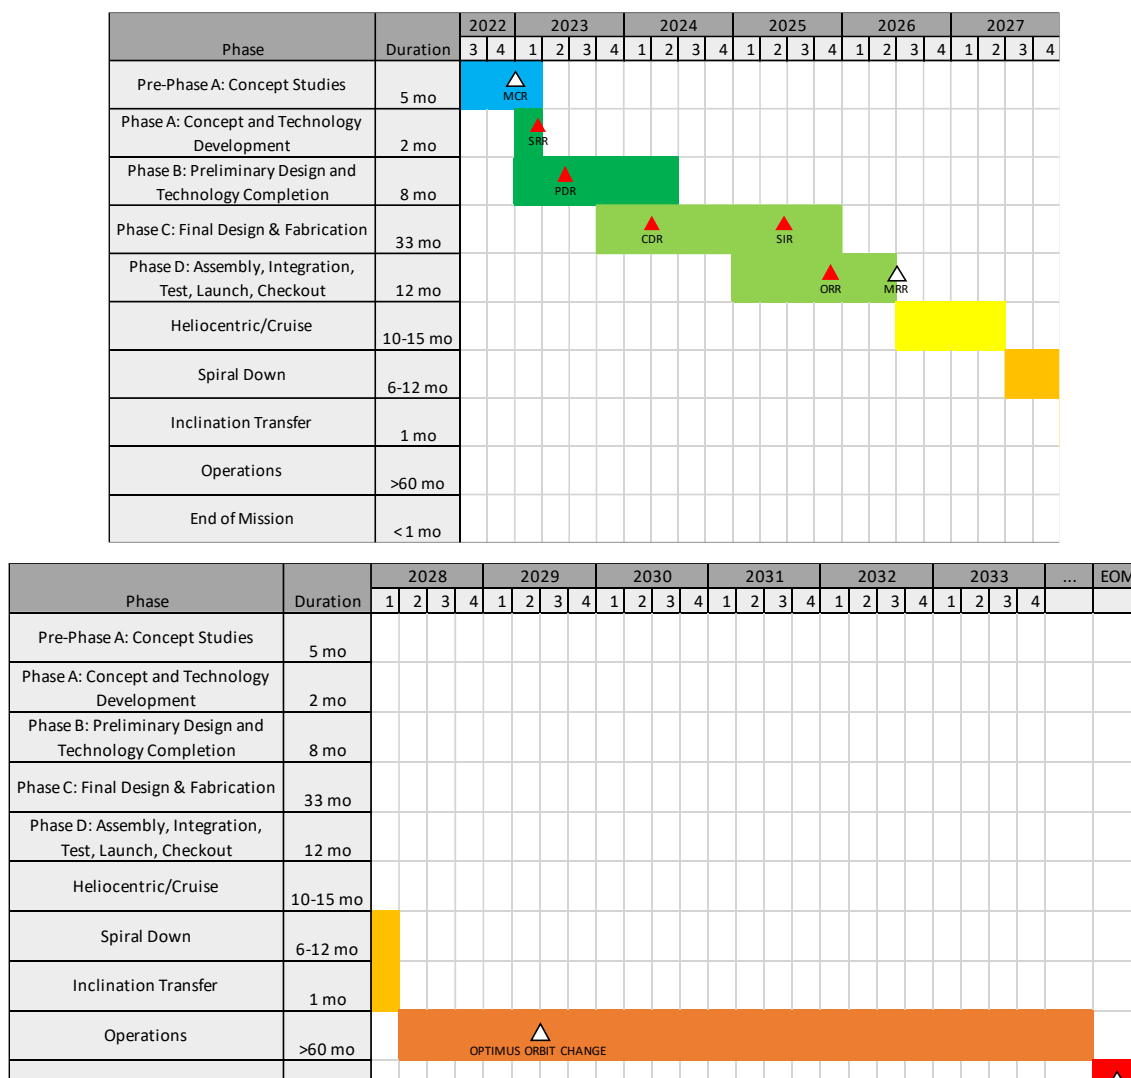 2022 2023 2024 2025 2026 2027
Phase Duration 3 4 1 2 3 4 1 2 3 4 1 2 3 4 1 2 3 4 1 2 3 4
Pre-Phase A: Concept Studies 5 mo
MCR
Phase A: Concept and Technology
Development 2 mo
SRR
Phase B: Preliminary Design and
Technology Completion 8 mo
PDR
Phase C: Final Design & Fabrication 33 mo
CDR SIR
Phase D: Assembly, Integration,
Test, Launch, Checkout 12 mo
ORR MRR
Heliocentric/Cruise 10-15 mo
Spiral Down 6-12 mo
Inclination Transfer 1 mo
Operations >60 mo
End of Mission <1 mo
2028 2029 2030 2031 2032 2033 ... EOM
Phase Duration 1 2 3 4 1 2 3 4 1 2 3 4 1 2 3 4 1 2 3 4 1 2 3 4
Pre-Phase A: Concept Studies 5 mo
Phase A: Concept and Technology
Development 2 mo
Phase B: Preliminary Design and
Technology Completion 8 mo
Phase C: Final Design & Fabrication 33 mo
Phase D: Assembly, Integration,
Test, Launch, Checkout 12 mo
Heliocentric/Cruise 10-15 mo
Spiral Down 6-12 mo
Inclination Transfer 1 mo
Operations >60 mo
OPTIMUS ORBIT CHANGE